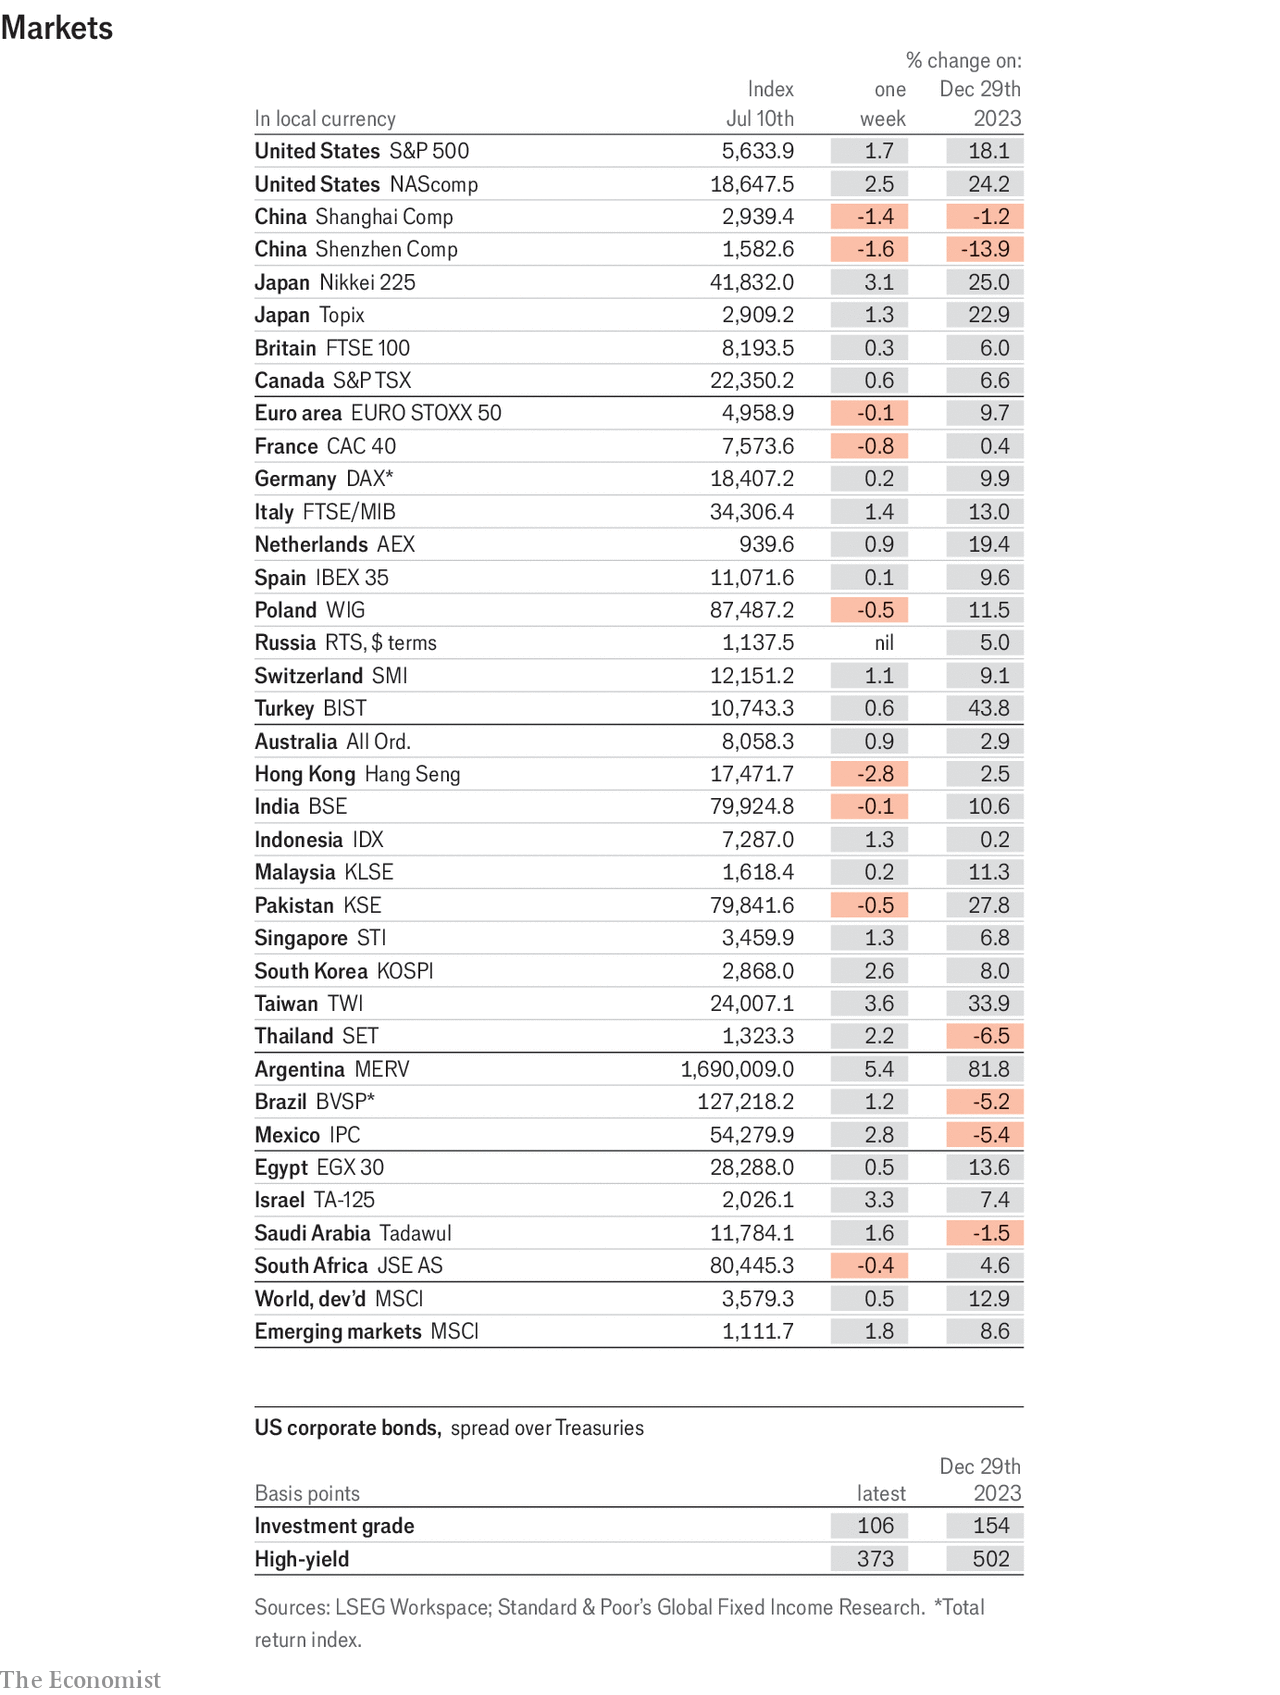 Markets
% change on:
Index one Dec 29th
In local currency Jul 10th week 2023
United States S&P 500 5,633.9 1.7 18.1
United States NAScomp 18,647.5 2.5 24.2
China Shanghai Comp 2,939.4 -1.4 -1.2
China Shenzhen Comp 1,582.6 -1.6 -13.9
Japan Nikkei 225 41,832.0 3.1 25.0
Japan Topix 2,909.2 1.3 22.9
Britain FTSE 100 8,193.5 0.3 6.0
Canada S&P TSX 22,350.2 0.6 6.6
Euro area EURO STOXX 50 4,958.9 -0.1 9.7
France CAC 40 7,573.6 -0.8 0.4
Germany DAX* 18,407.2 0.2 9.9
Italy FTSE/MIB 34,306.4 1.4 13.0
Netherlands AEX 939.6 0.9 19.4
Spain IBEX 35 11,071.6 0.1 9.6
Poland WIG 87,487.2 -0.5 11.5
Russia RTS, $ terms 1,137.5 nil 5.0
Switzerland SMI 12,151.2 1.1 9.1
Turkey BIST 10,743.3 0.6 43.8
Australia All Ord. 8,058.3 0.9 2.9
Hong Kong Hang Seng 17,471.7 -2.8 2.5
India BSE 79,924.8 -0.1 10.6
Indonesia IDX 7,287.0 1.3 0.2
Malaysia KLSE 1,618.4 0.2 11.3
Pakistan KSE 79,841.6 -0.5 27.8
Singapore STI 3,459.9 1.3 6.8
South Korea KOSPI 2,868.0 2.6 8.0
Taiwan TWI 24,007.1 3.6 33.9
Thailand SET 1,323.3 2.2 -6.5
Argentina MERV 1,690,009.0 5.4 81.8
Brazil BVSP* 127,218.2 1.2 -5.2
Mexico IPC 54,279.9 2.8 -5.4
Egypt EGX 30 28,288.0 0.5 13.6
Israel TA-125 2,026.1 3.3 7.4
Saudi Arabia Tadawul 11,784.1 1.6 -1.5
South Africa JSE AS 80,445.3 -0.4 4.6
World, dev'd MSCI 3,579.3 0.5 12.9
Emerging markets MSCI 1,111.7 1.8 8.6
US corporate bonds, spread over Treasuries
Dec 29th
Basis points latest 2023
Investment grade 106 154
High-yield 373 502
Sources: LSEG Workspace; Standard & Poor's Global Fixed Income Research. *Total
return index.
The Economist